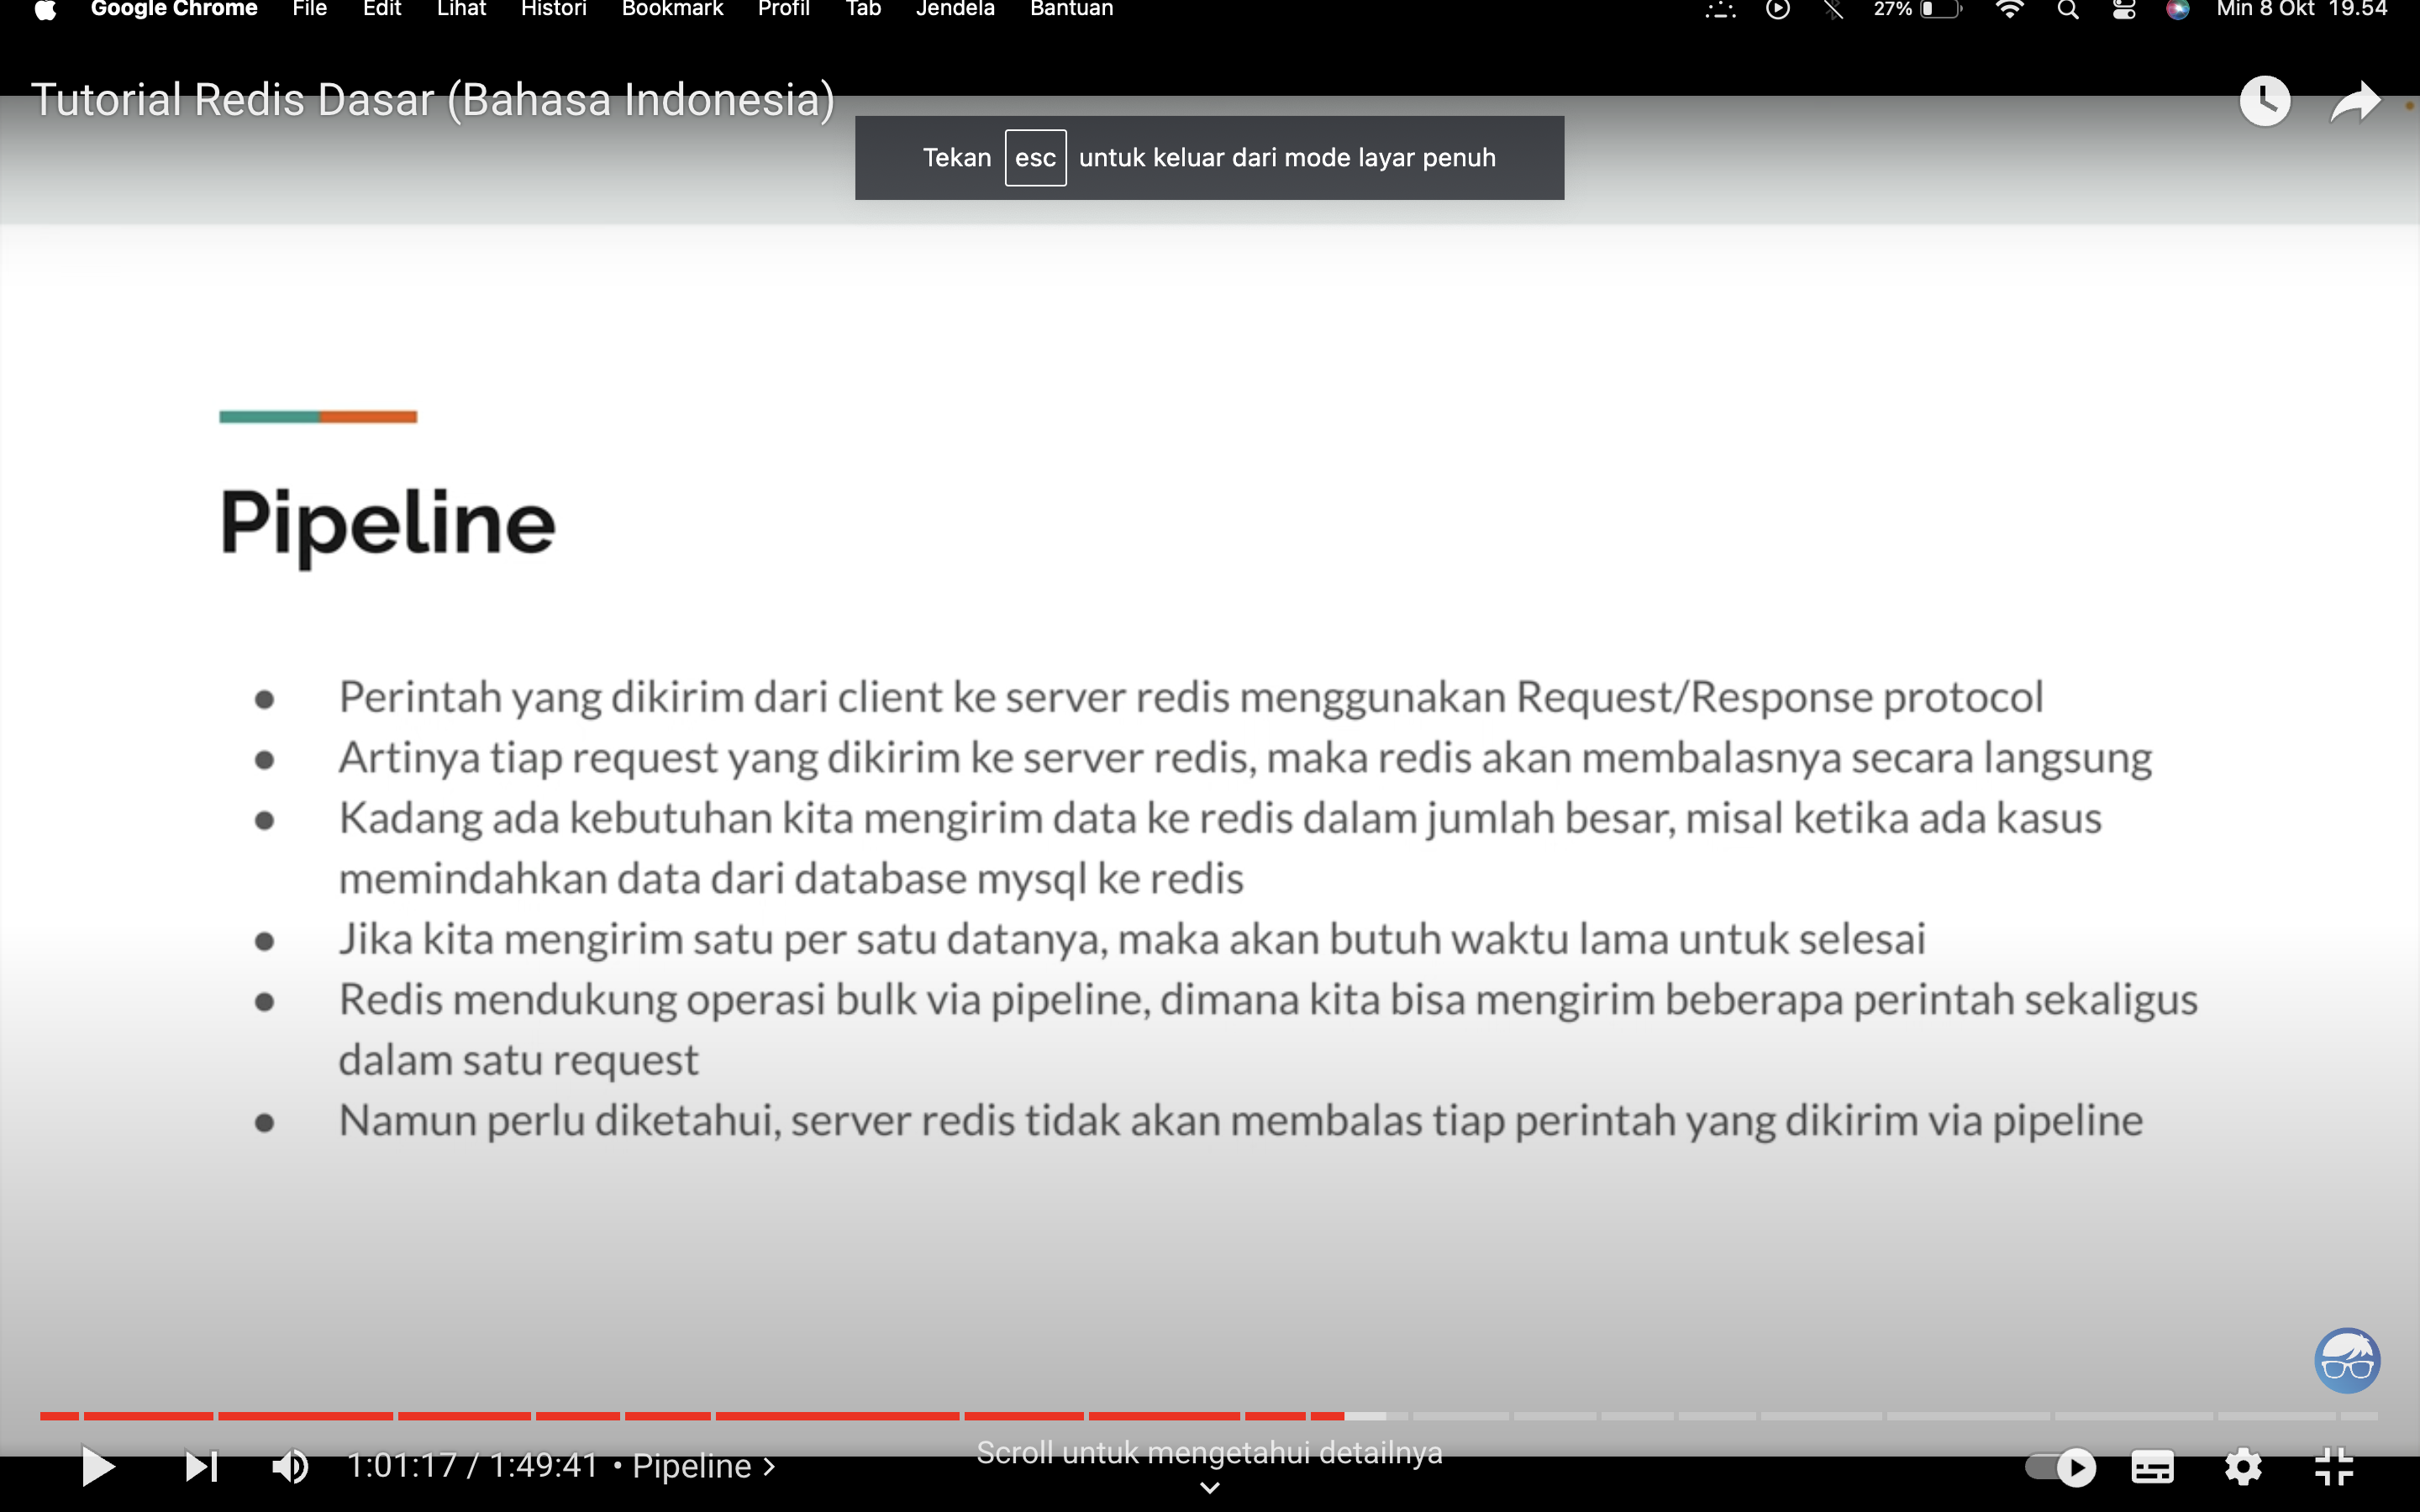 Google Chrome File Edit Lihat Histori Bookmark Profil Tab Jendela Bantuan 27% Min 8 Okt 19.54
Tutorial Redis Dasar (Bahasa Indonesia)
Tekan esc untuk keluar dari mode layar penuh
Pipeline
● Perintah yang dikirim dari client ke server redis menggunakan Request/Response protocol
● Artinya tiap request yang dikirim ke server redis, maka redis akan membalasnya secara langsung
● Kadang ada kebutuhan kita mengirim data ke redis dalam jumlah besar, misal ketika ada kasus
memindahkan data dari database mysql ke redis
● Jika kita mengirim satu per satu datanya, maka akan butuh waktu lama untuk selesai
● Redis mendukung operasi bulk via pipeline, dimana kita bisa mengirim beberapa perintah sekaligus
dalam satu request
● Namun perlu diketahui, server redis tidak akan membalas tiap perintah yang dikirim via pipeline
1:01:17 / 1:49:41 • Pipeline >
Scroll untuk mengetahui detailnya